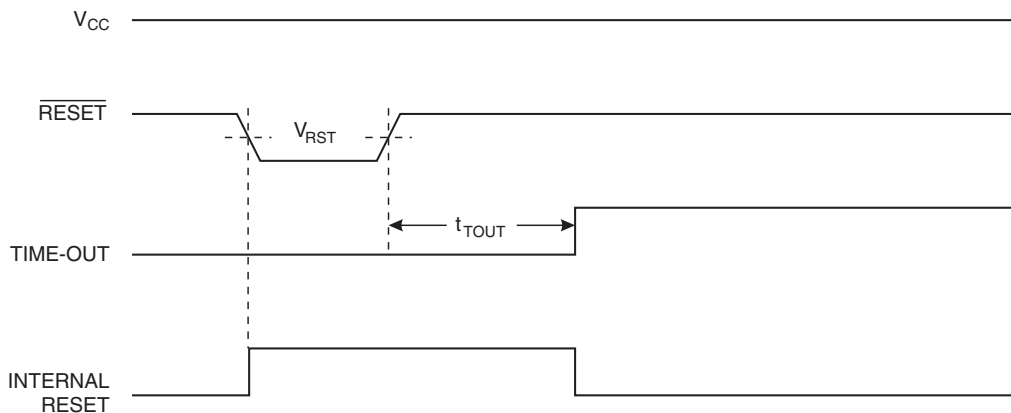 VCC
RESET
VRST
tTOUT
TIME-OUT
INTERNAL
RESET